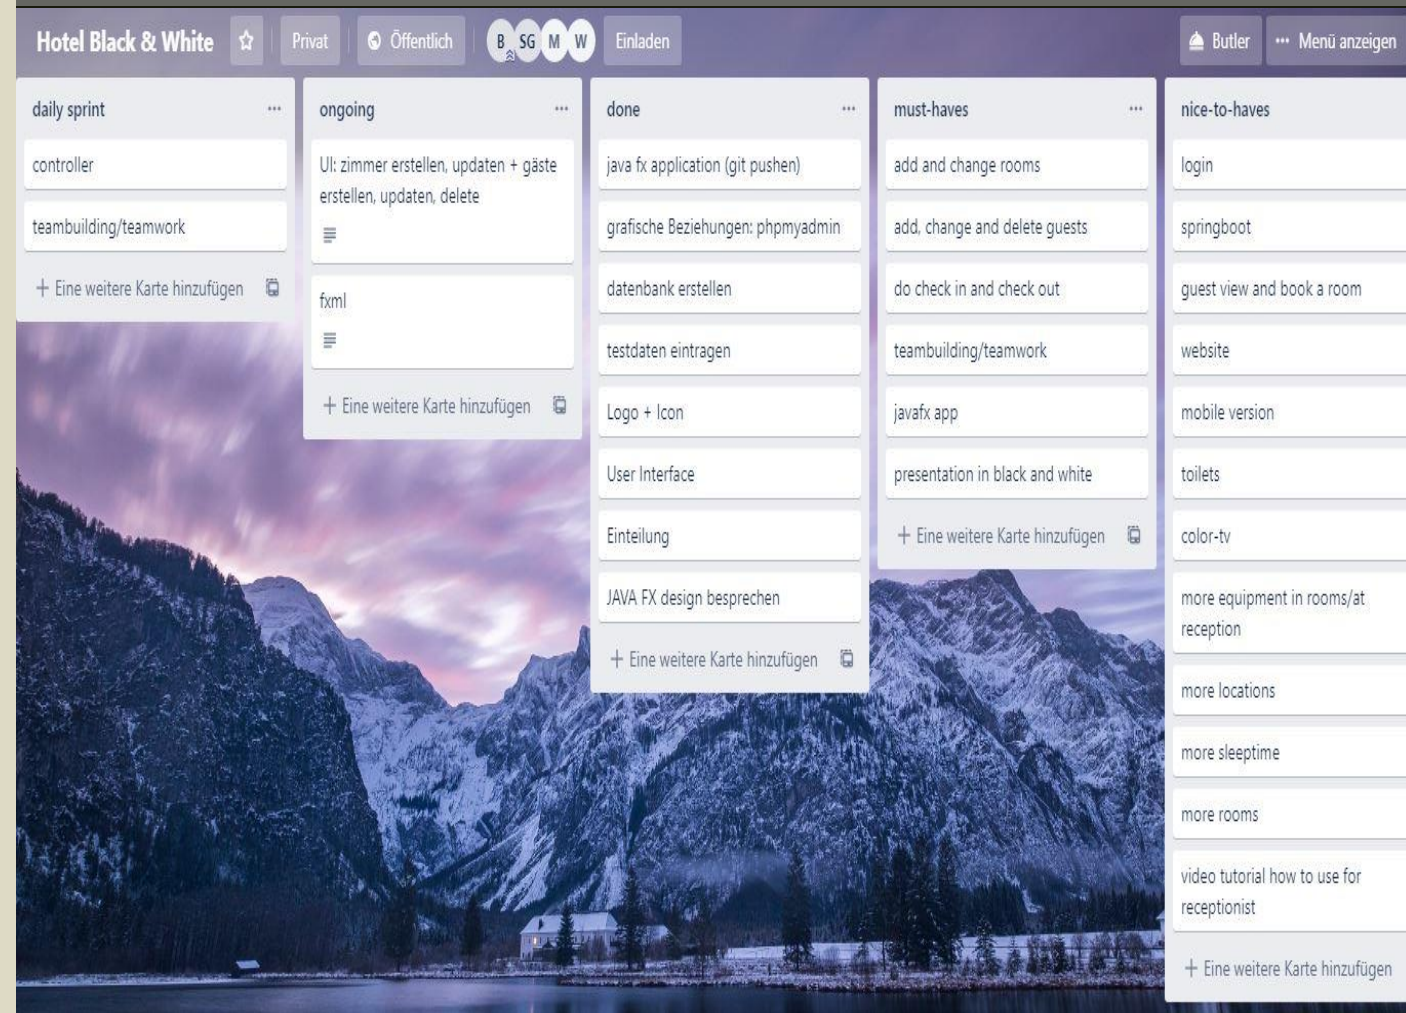 Hotel Black & White
Privat
Öffentlich
B
SG
M
W
Einladen
Butler
Menü anzeigen
daily sprint
controller
teambuilding/teamwork
+ Eine weitere Karte hinzufügen
ongoing
UI: zimmer erstellen, updaten + gäste
erstellen, updaten, delete
fxml
+ Eine weitere Karte hinzufügen
done
java fx application (git pushen)
grafische Beziehungen: phpmyadmin
datenbank erstellen
testdaten eintragen
Logo + Icon
User Interface
Einteilung
JAVA FX design besprechen
+ Eine weitere Karte hinzufügen
must-haves
add and change rooms
add, change and delete guests
do check in and check out
teambuilding/teamwork
javafx app
presentation in black and white
+ Eine weitere Karte hinzufügen
nice-to-haves
login
springboot
guest view and book a room
website
mobile version
toilets
color-tv
more equipment in rooms/at
reception
more locations
more sleeptime
more rooms
video tutorial how to use for
receptionist
+ Eine weitere Karte hinzufügen